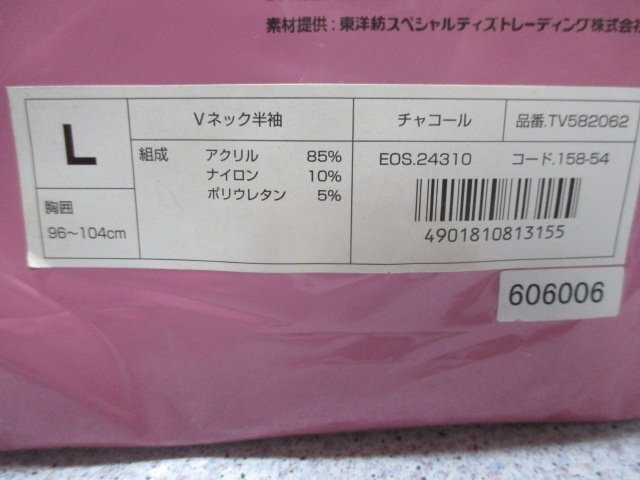 素材提供：東洋紡スペシャルティズトレーディング株式会社
L
Vネック半袖
チャコール
品番.TV582062
組成 アクリル 85%
ナイロン 10%
ポリウレタン 5%
EOS.24310
コード.158-54
胸囲
96～104cm
4901810813155
606006